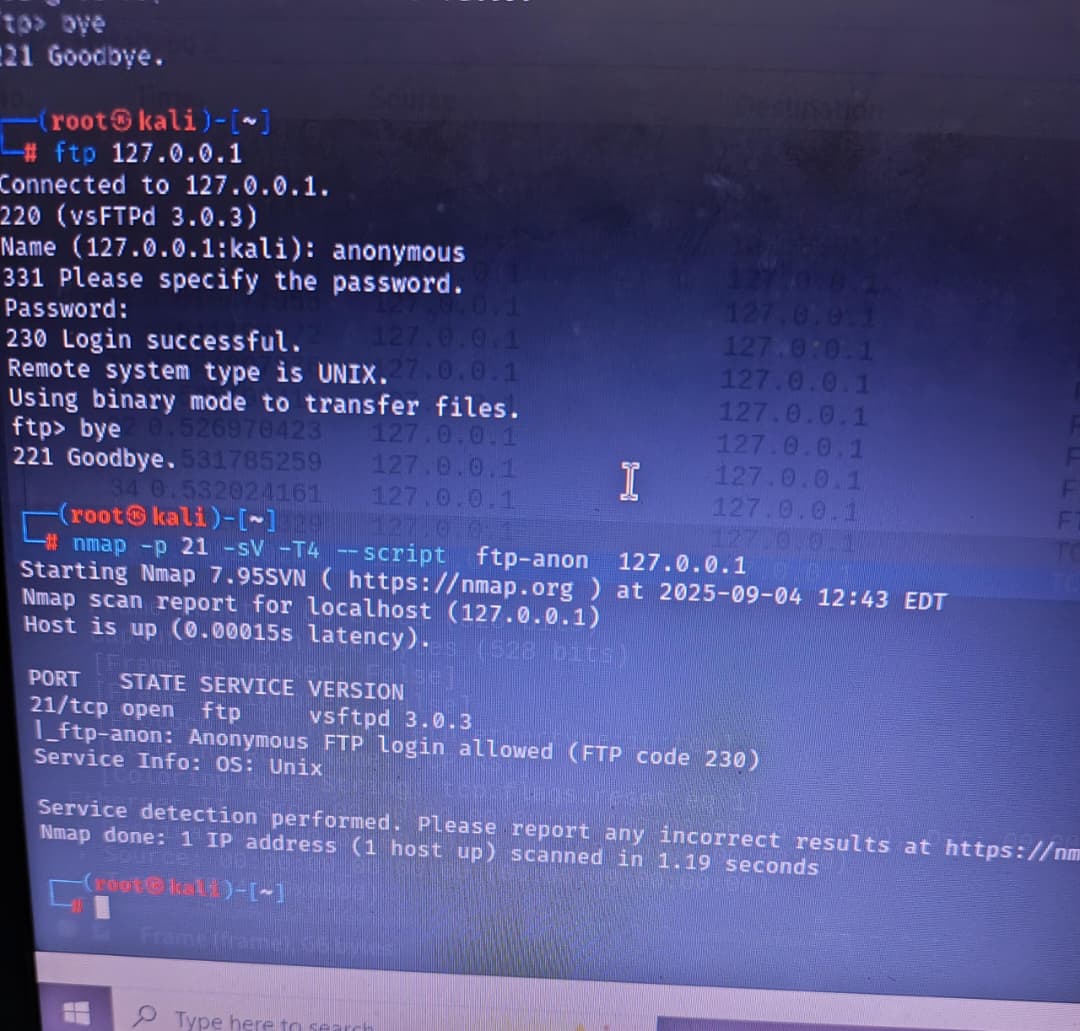 ftp> bye
221 Goodbye.
(root㉿kali)-[~]
# ftp 127.0.0.1
Connected to 127.0.0.1.
220 (vsFTPd 3.0.3)
Name (127.0.0.1:kali): anonymous
331 Please specify the password.
Password:
230 Login successful.
Remote system type is UNIX.
Using binary mode to transfer files.
ftp> bye
221 Goodbye.
(root㉿kali)-[~]
# nmap -p 21 -sV -T4 --script ftp-anon 127.0.0.1
Starting Nmap 7.95SVN ( https://nmap.org ) at 2025-09-04 12:43 EDT
Nmap scan report for localhost (127.0.0.1)
Host is up (0.00015s latency).
PORT STATE SERVICE VERSION
21/tcp open ftp vsftpd 3.0.3
|_ftp-anon: Anonymous FTP login allowed (FTP code 230)
Service Info: OS: Unix
Service detection performed. Please report any incorrect results at https://nm
Nmap done: 1 IP address (1 host up) scanned in 1.19 seconds
(root㉿kali)-[~]
#
Type here to search